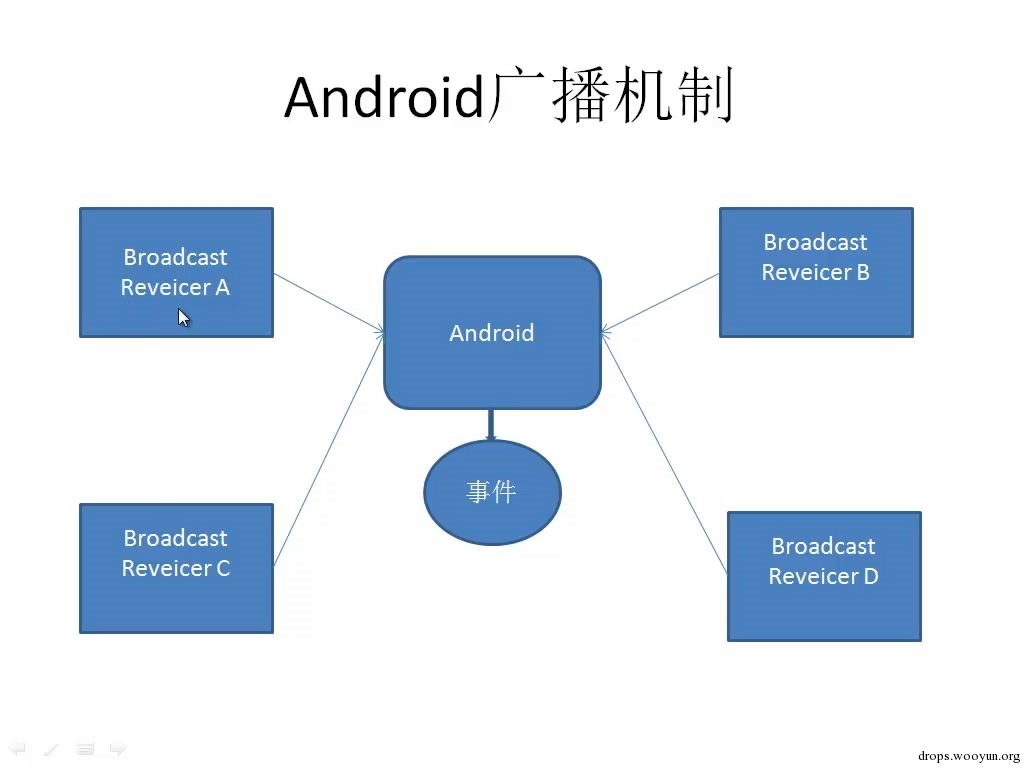 Android广播机制
Broadcast
Reveicer A
Broadcast
Reveicer B
Android
事件
Broadcast
Reveicer C
Broadcast
Reveicer D
drops.wooyun.org